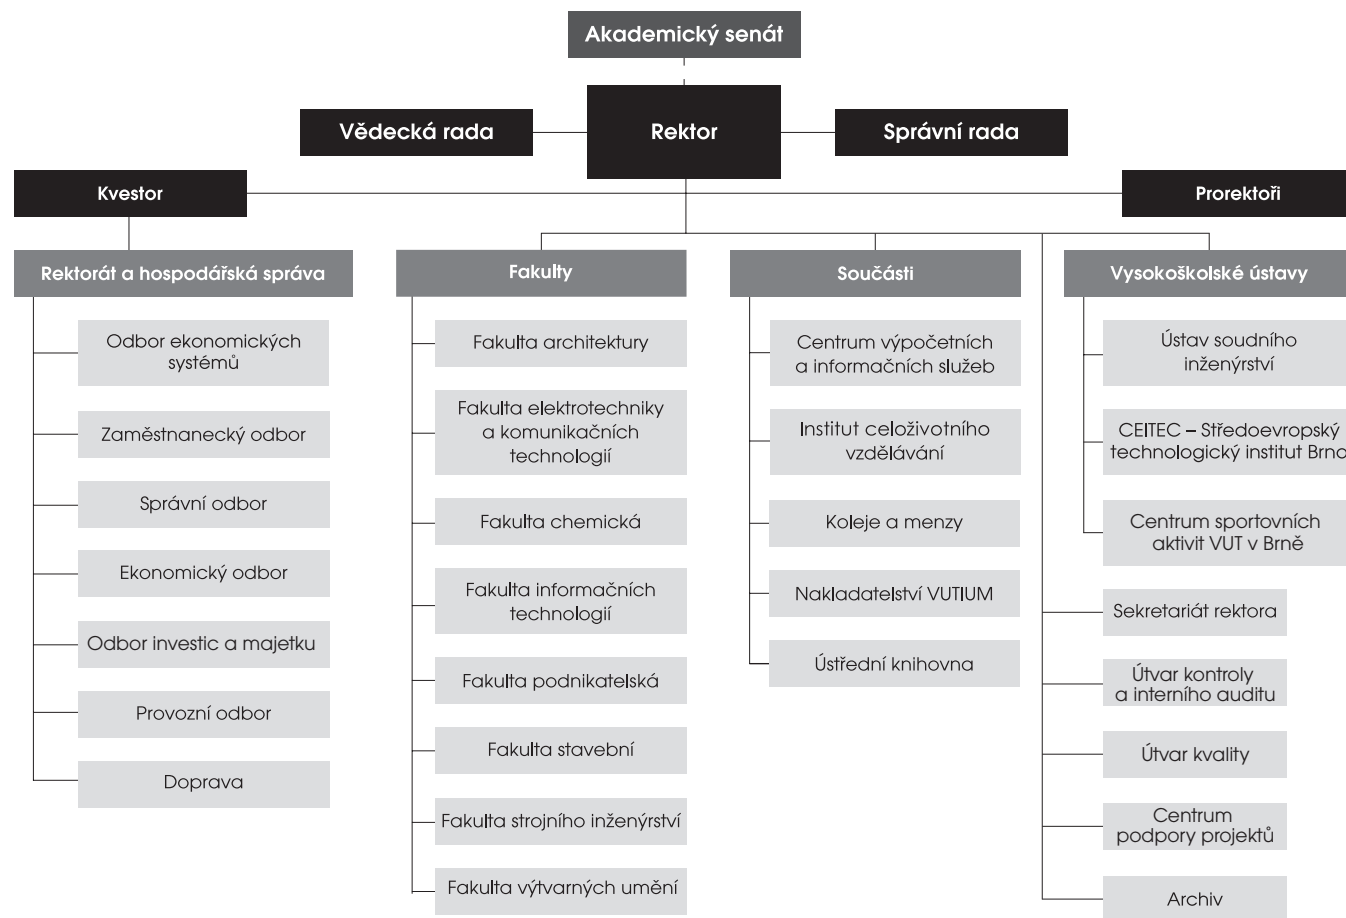 Akademický senát
Vědecká rada
Rektor
Správní rada
Kvestor
Prorektoři
Rektorát a hospodářská správa
Odbor ekonomických
systémů
Zaměstnanecký odbor
Správní odbor
Ekonomický odbor
Odbor investic a majetku
Provozní odbor
Doprava
Fakulty
Fakulta architektury
Fakulta elektrotechniky
a komunikačních
technologií
Fakulta chemická
Fakulta informačních
technologií
Fakulta podnikatelská
Fakulta stavební
Fakulta strojního inženýrství
Fakulta výtvarných umění
Součásti
Centrum výpočetních
a informačních služeb
Institut celoživotního
vzdělávání
Koleje a menzy
Nakladatelství VUTIUM
Ústřední knihovna
Vysokoškolské ústavy
Ústav soudního
inženýrství
CEITEC – Středoevropský
technologický institut Brno
Centrum sportovních
aktivit VUT v Brně
Sekretariát rektora
Útvar kontroly
a interního auditu
Útvar kvality
Centrum
podpory projektů
Archiv